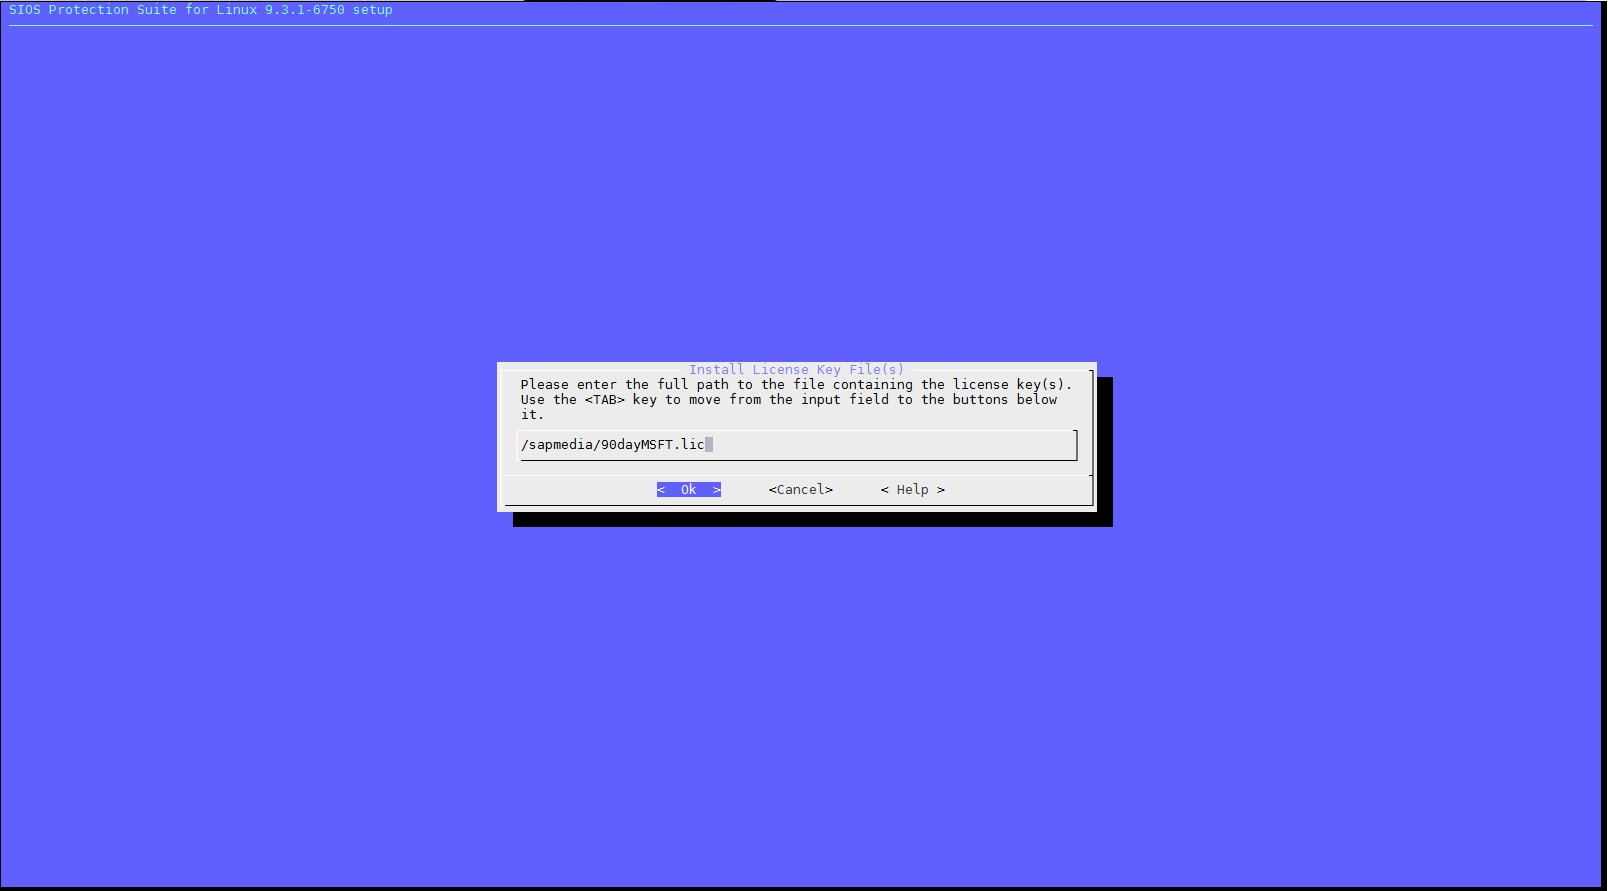 SIOS Protection Suite for Linux 9.3.1-6750 setup
Install License Key File(s)
Please enter the full path to the file containing the license key(s).
Use the <TAB> key to move from the input field to the buttons below
it.
/sapmedia/90dayMSFT.lic
<  Ok  > <Cancel> < Help >